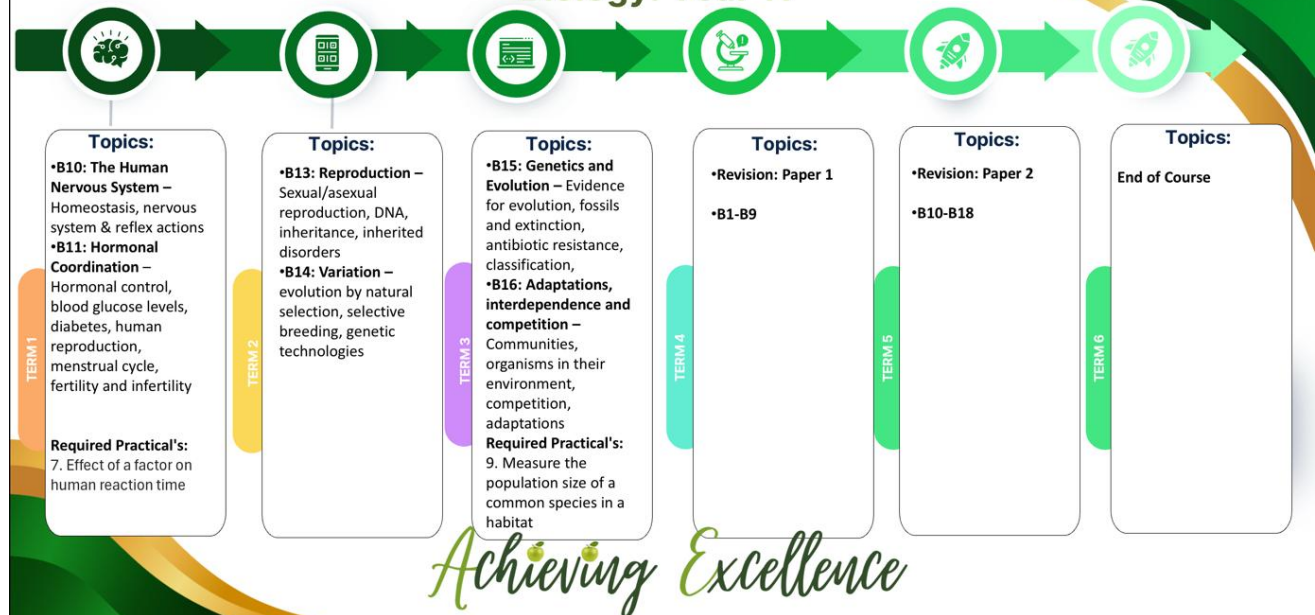 Topics:
•B10: The Human
Nervous System –
Homeostasis, nervous
system & reflex actions
•B11: Hormonal
Coordination –
Hormonal control,
blood glucose levels,
diabetes, human
reproduction,
menstrual cycle,
fertility and infertility
Required Practical's:
7. Effect of a factor on
human reaction time
TERM 1
Topics:
•B13: Reproduction –
Sexual/asexual
reproduction, DNA,
inheritance, inherited
disorders
•B14: Variation –
evolution by natural
selection, selective
breeding, genetic
technologies
TERM 2
Topics:
•B15: Genetics and
Evolution – Evidence
for evolution, fossils
and extinction,
antibiotic resistance,
classification,
•B16: Adaptations,
interdependence and
competition –
Communities,
organisms in their
environment,
competition,
adaptations
Required Practical's:
9. Measure the
population size of a
common species in a
habitat
TERM 3
Topics:
•Revision: Paper 1
•B1-B9
TERM 4
Topics:
•Revision: Paper 2
•B10-B18
TERM 5
Topics:
End of Course
TERM 6
Achieving Excellence